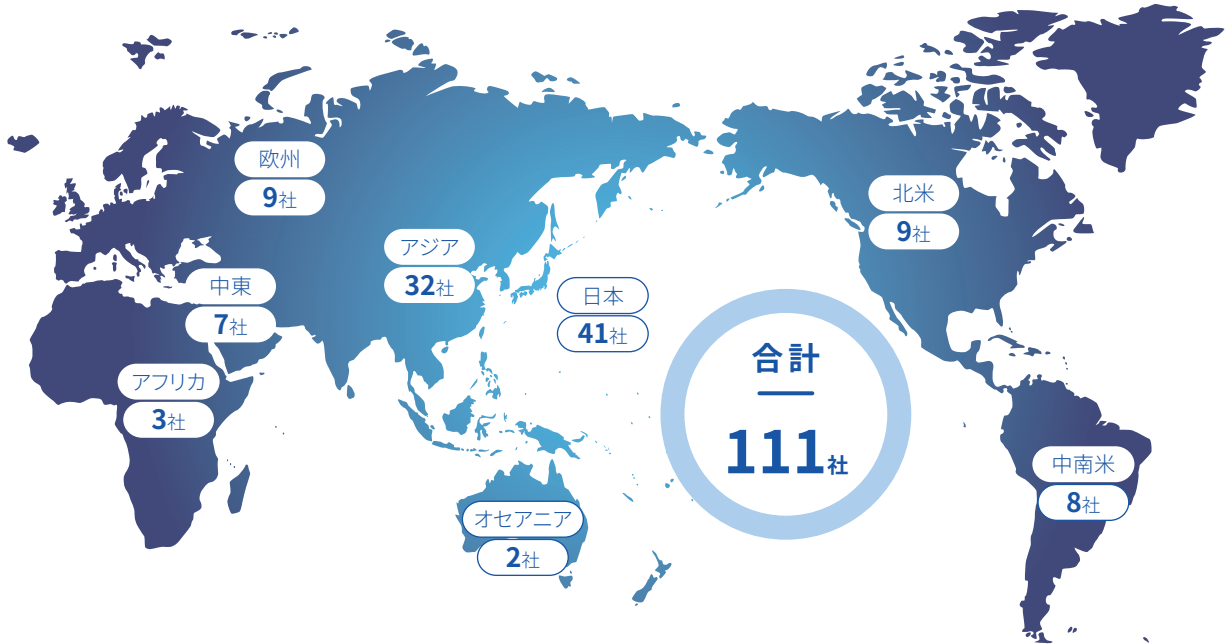 欧州
9社
北米
9社
アジア
32社
中東
7社
日本
41社
合計
111社
アフリカ
3社
中南米
8社
オセアニア
2社